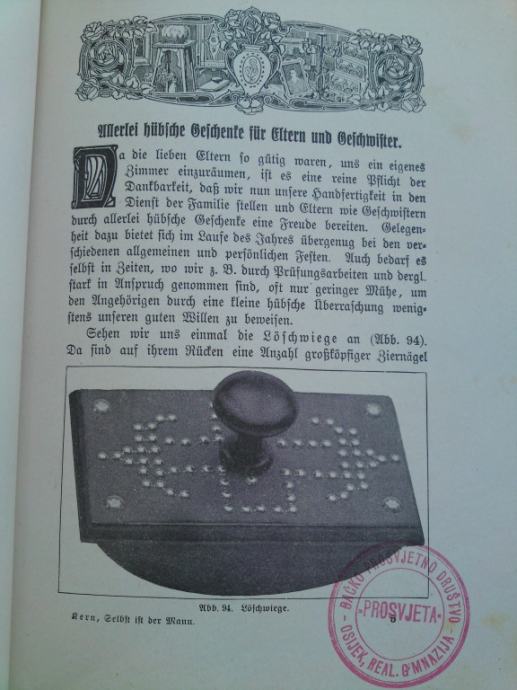 Allerlei hübsche Geschenke für Eltern und Geschwister.
Da die lieben Eltern so gütig waren, uns ein eigenes
Zimmer einzuräumen, ist es eine reine Pflicht der
Dankbarkeit, daß wir nun unsere Handfertigkeit in den
Dienst der Familie stellen und Eltern wie Geschwistern
durch allerlei hübsche Geschenke eine Freude bereiten. Gelegen-
heit dazu bietet sich im Laufe des Jahres übergenug bei den ver-
schiedenen allgemeinen und persönlichen Festen. Auch bedarf es
selbst in Zeiten, wo wir z. B. durch Prüfungsarbeiten und dergl.
stark in Anspruch genommen sind, oft nur geringer Mühe, um
den Angehörigen durch eine kleine hübsche Überraschung wenig-
stens unseren guten Willen zu beweisen.
Sehen wir uns einmal die Löschwiege an (Abb. 94).
Da sind auf ihrem Rücken eine Anzahl großköpfiger Ziernägel
Abb. 94. Löschwiege.
Kern, Selbst ist der Mann.
ĐAČKO PROSVJETNO DRUŠTVO
"PROSVJETA"
OSIJEK, REAL. GIMNAZIJA